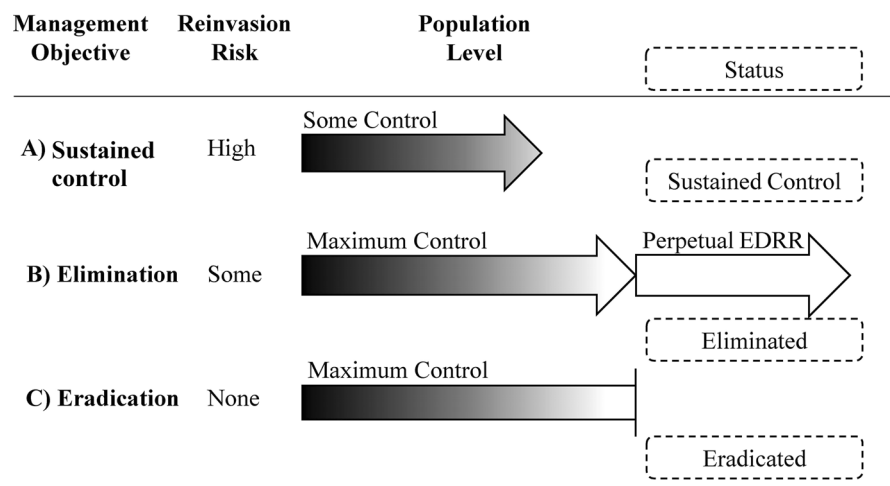 Management Reinvasion Population
Objective Risk Level
Status
Some Control
A) Sustained High
control
Sustained Control
Maximum Control Perpetual EDRR
B) Elimination Some
Eliminated
Maximum Control
C) Eradication None
Eradicated